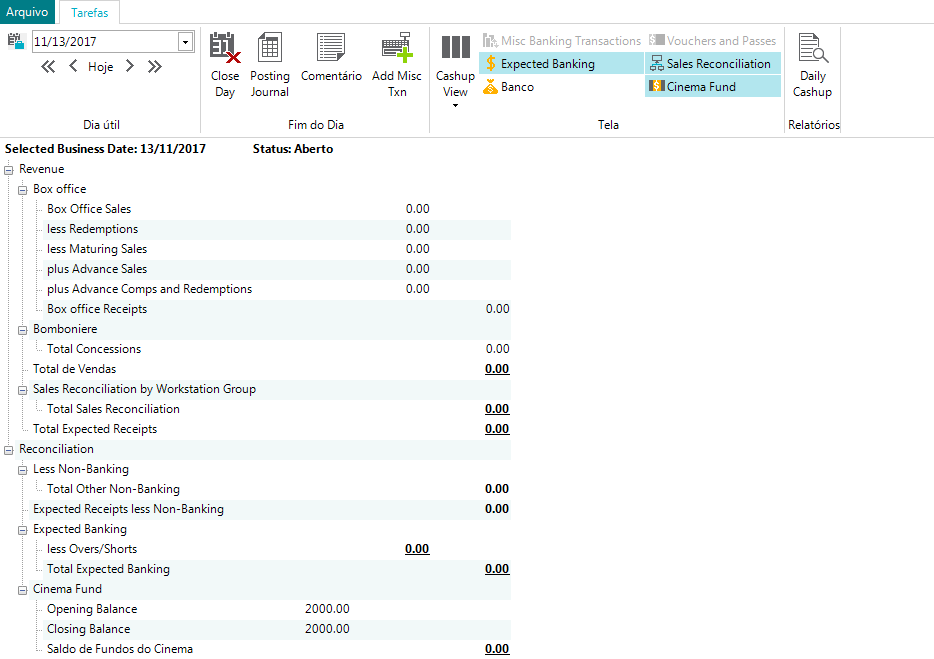 Arquivo Tarefas
11/13/2017
Hoje
Dia útil
Close Day
Posting Journal
Comentário
Add Misc Txn
Fim do Dia
Cashup View
Misc Banking Transactions
Expected Banking
Banco
Vouchers and Passes
Sales Reconciliation
Cinema Fund
Tela
Daily Cashup
Relatórios
Selected Business Date: 13/11/2017 Status: Aberto
Revenue
Box office
Box Office Sales 0.00
less Redemptions 0.00
less Maturing Sales 0.00
plus Advance Sales 0.00
plus Advance Comps and Redemptions 0.00
Box office Receipts 0.00
Bomboniere
Total Concessions 0.00
Total de Vendas 0.00
Sales Reconciliation by Workstation Group
Total Sales Reconciliation 0.00
Total Expected Receipts 0.00
Reconciliation
Less Non-Banking
Total Other Non-Banking 0.00
Expected Receipts less Non-Banking 0.00
Expected Banking
less Overs/Shorts 0.00
Total Expected Banking 0.00
Cinema Fund
Opening Balance 2000.00
Closing Balance 2000.00
Saldo de Fundos do Cinema 0.00